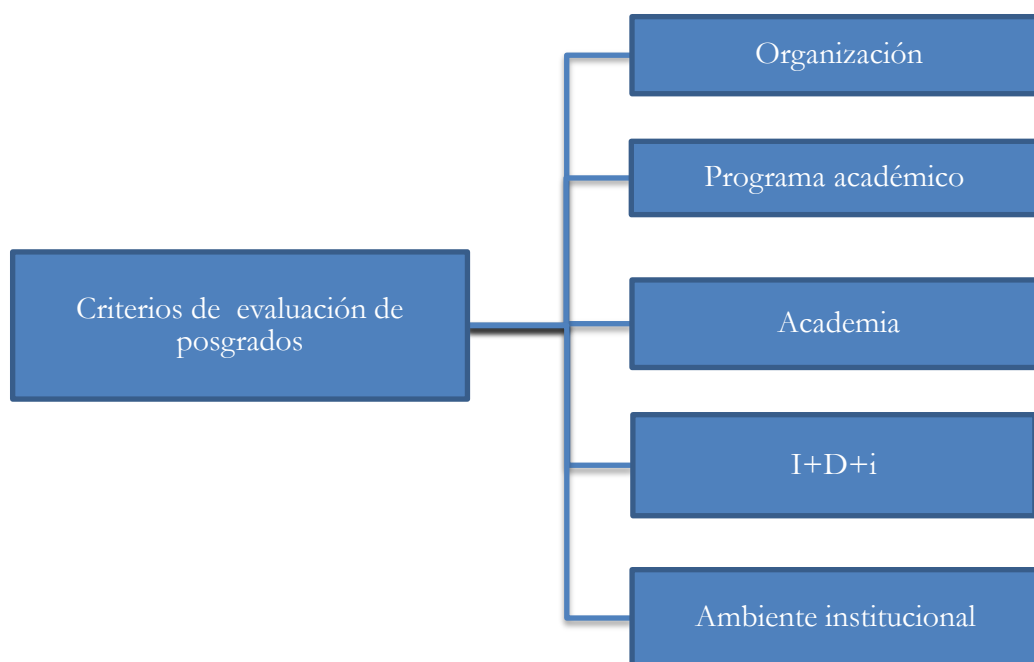 Organización
Programa académico
Criterios de evaluación de
posgrados
Academia
I+D+i
Ambiente institucional